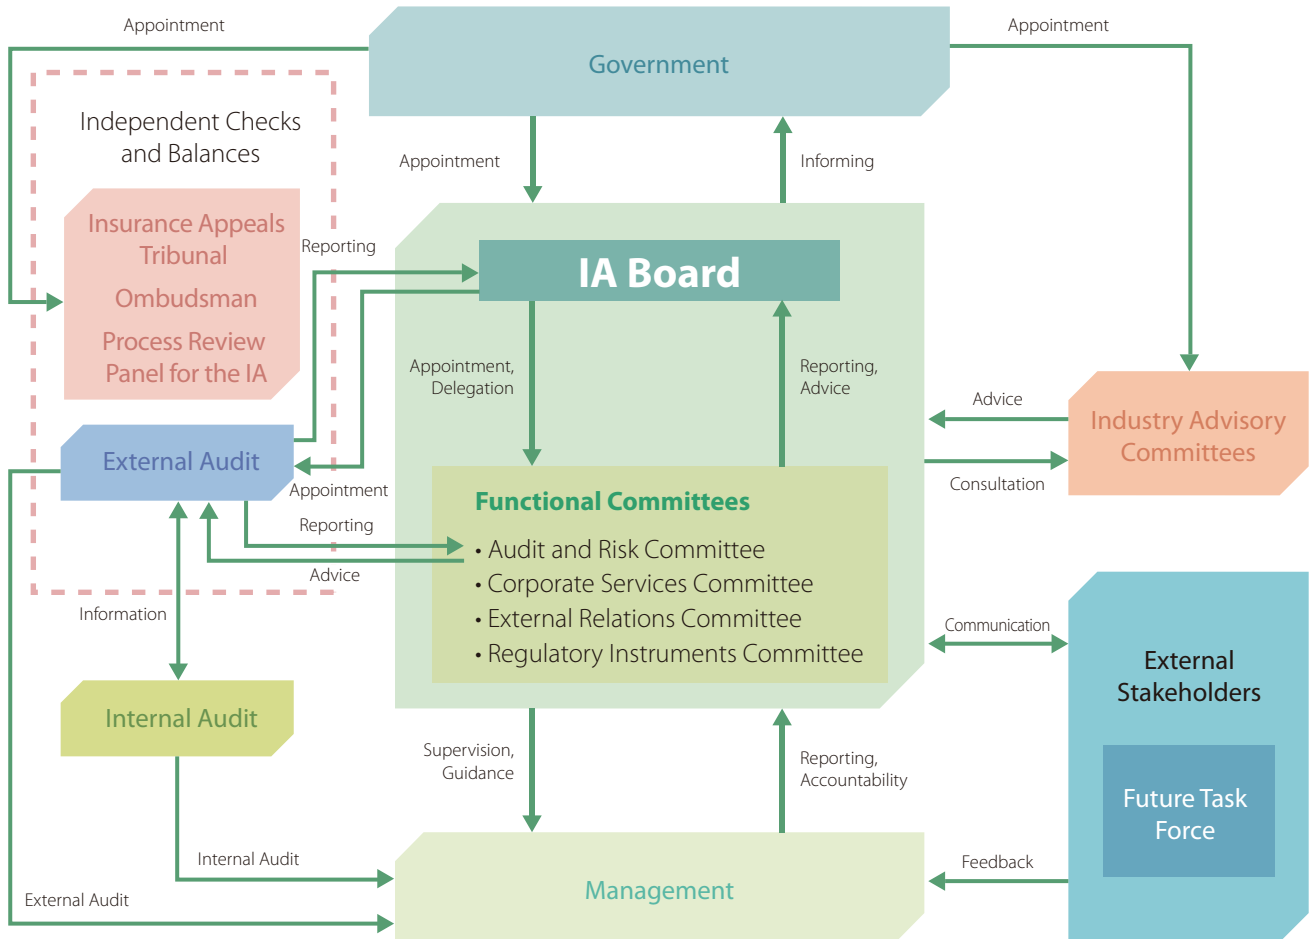 Appointment
Appointment
Government
Independent Checks
and Balances
Appointment
Informing
Insurance Appeals
Tribunal
Ombudsman
Process Review
Panel for the IA
Reporting
IA Board
Appointment,
Delegation
Reporting,
Advice
Advice
Industry Advisory
Committees
Consultation
External Audit
Appointment
Reporting
Advice
Functional Committees
• Audit and Risk Committee
• Corporate Services Committee
• External Relations Committee
• Regulatory Instruments Committee
Information
Communication
External
Stakeholders
Internal Audit
Supervision,
Guidance
Reporting,
Accountability
Future Task
Force
Internal Audit
External Audit
Management
Feedback